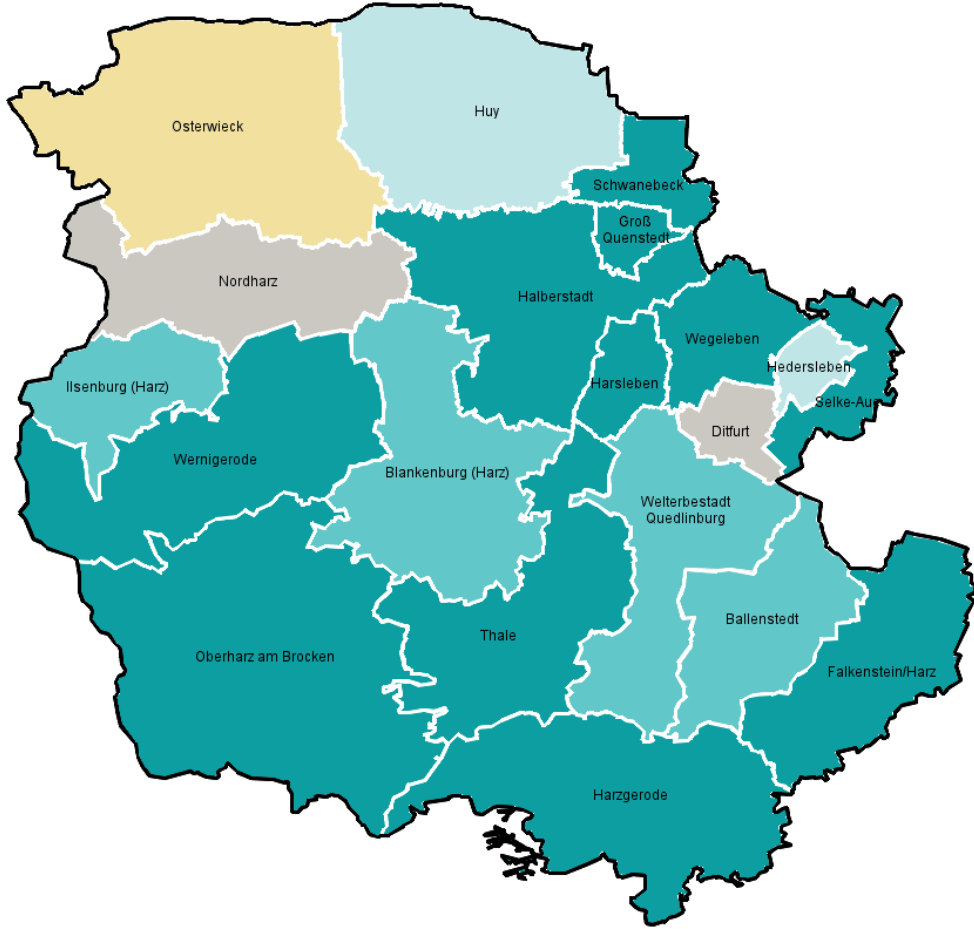 Huy
Osterwieck
Schwanebeck
Groß
Quenstedt
Nordharz
Halberstadt
Wegeleben
Hedersleben
Ilsenburg (Harz)
Harsleben
Selke-Aue
Ditfurt
Wernigerode
Blankenburg (Harz)
Welterbestadt
Quedlinburg
Ballenstedt
Thale
Oberharz am Brocken
Falkenstein/Harz
Harzgerode